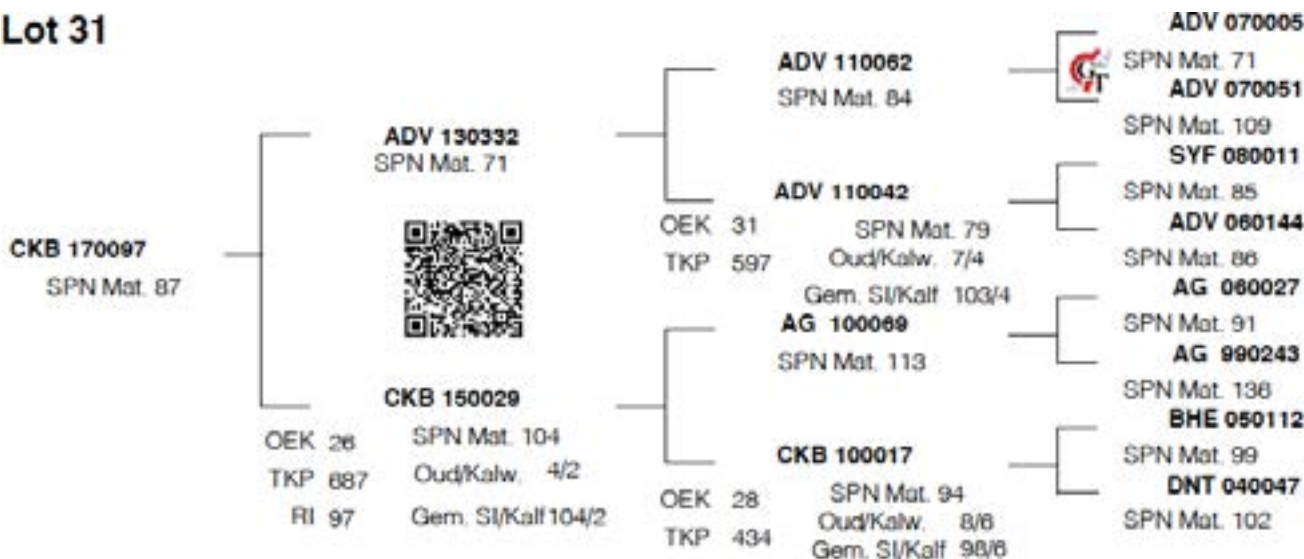 Lot 31
ADV 070005
SPN Mat. 71
ADV 110062
SPN Mat. 84
GT
ADV 070051
SPN Mat. 109
ADV 130332
SPN Mat. 71
SYF 080011
SPN Mat. 85
ADV 110042
SPN Mat. 79
OEK 31
Oud/Kalw. 7/4
TKP 597
Gem. SI/Kalf 103/4
ADV 060144
SPN Mat. 86
CKB 170097
SPN Mat. 87
AG 060027
SPN Mat. 91
AG 100069
SPN Mat. 113
AG 990243
SPN Mat. 136
CKB 150029
OEK 26 SPN Mat. 104
TKP 687 Oud/Kalw. 4/2
RI 97 Gem. SI/Kalf 104/2
BHE 050112
SPN Mat. 99
CKB 100017
OEK 28 SPN Mat. 94
Oud/Kalw. 8/6
TKP 434 Gem. SI/Kalf 98/6
DNT 040047
SPN Mat. 102